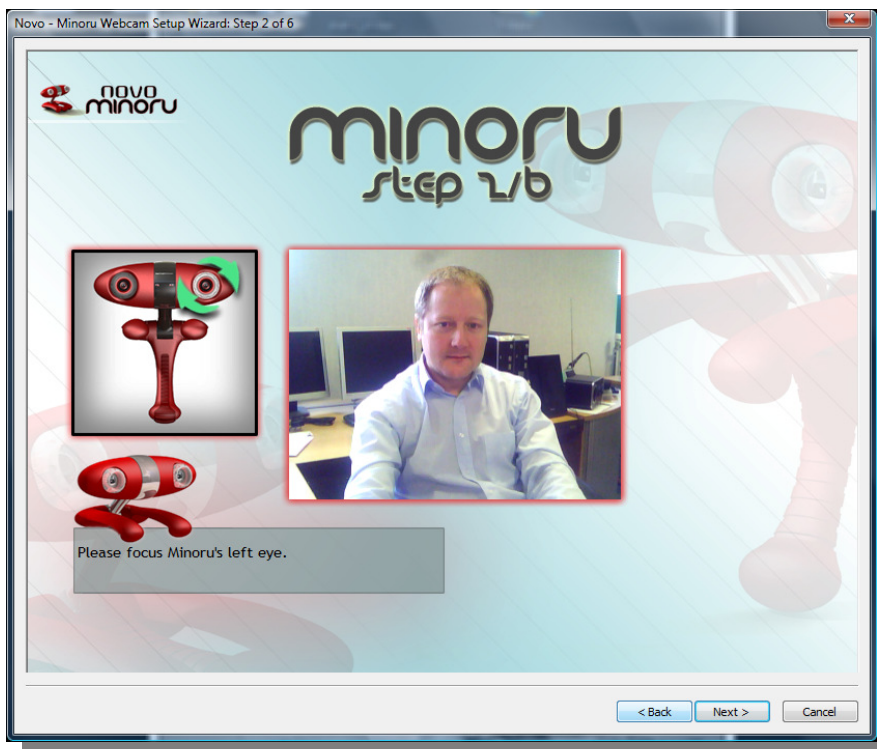 Novo - Minoru Webcam Setup Wizard: Step 2 of 6
novo
minoru
minoru
step 2/6
Please focus Minoru's left eye.
< Back
Next >
Cancel